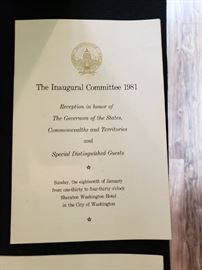 The Inaugural Committee 1981
Reception in honor of
The Governors of the States,
Commonwealths and Territories
and
Special Distinguished Guests
Sunday, the eighteenth of January
from one-thirty to four-thirty o'clock
Sheraton Washington Hotel
in the City of Washington